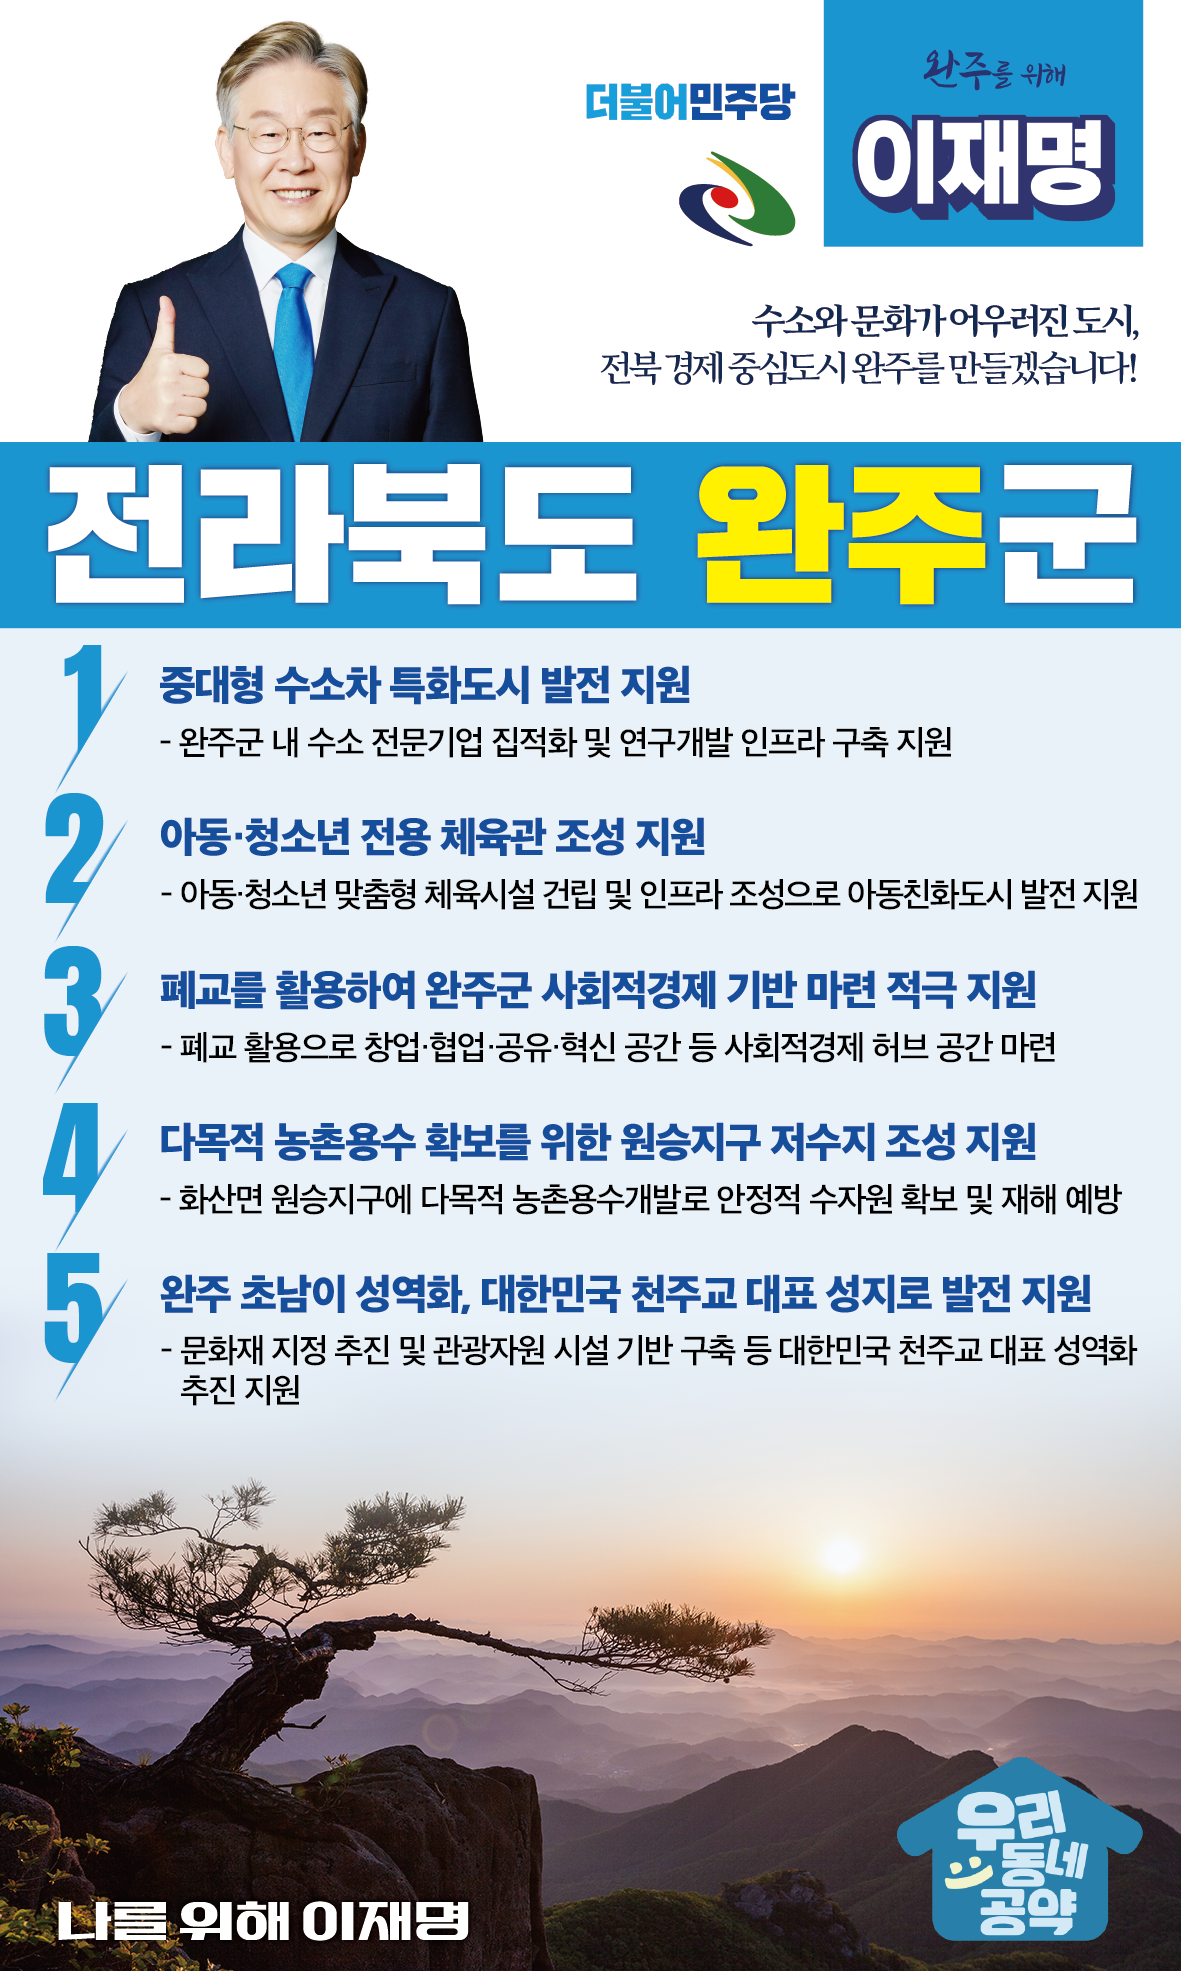 더불어민주당
완주를 위해
이재명
수소와 문화가 어우러진 도시,
전북 경제 중심도시 완주를 만들겠습니다!
전라북도 완주군
1
중대형 수소차 특화도시 발전 지원
- 완주군 내 수소 전문기업 집적화 및 연구개발 인프라 구축 지원
2
아동·청소년 전용 체육관 조성 지원
- 아동·청소년 맞춤형 체육시설 건립 및 인프라 조성으로 아동친화도시 발전 지원
3
폐교를 활용하여 완주군 사회적경제 기반 마련 적극 지원
- 폐교 활용으로 창업·협업·공유·혁신 공간 등 사회적경제 허브 공간 마련
4
다목적 농촌용수 확보를 위한 원승지구 저수지 조성 지원
- 화산면 원승지구에 다목적 농촌용수개발로 안정적 수자원 확보 및 재해 예방
5
완주 초남이 성역화, 대한민국 천주교 대표 성지로 발전 지원
- 문화재 지정 추진 및 관광자원 시설 기반 구축 등 대한민국 천주교 대표 성역화
추진 지원
우리
동네
공약
나를 위해 이재명